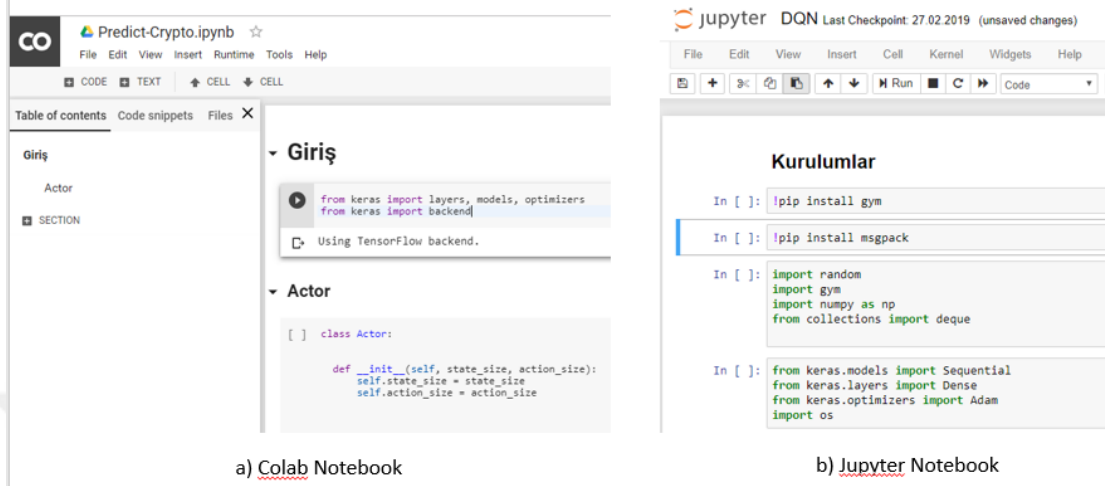 CO
Predict-Crypto.ipynb
File Edit View Insert Runtime Tools Help
CODE TEXT CELL CELL
Table of contents Code snippets Files X
Giriş
Actor
SECTION
Giriş
from keras import layers, models, optimizers
from keras import backend
Using TensorFlow backend.
Actor
[ ] class Actor:
def __init__(self, state_size, action_size):
self.state_size = state_size
self.action_size = action_size
a) Colab Notebook
jupyter DQN Last Checkpoint: 27.02.2019 (unsaved changes)
File Edit View Insert Cell Kernel Widgets Help
Run Code
Kurulumlar
In [ ]: !pip install gym
In [ ]: !pip install msgpack
In [ ]: import random
import gym
import numpy as np
from collections import deque
In [ ]: from keras.models import Sequential
from keras.layers import Dense
from keras.optimizers import Adam
import os
b) Jupyter Notebook